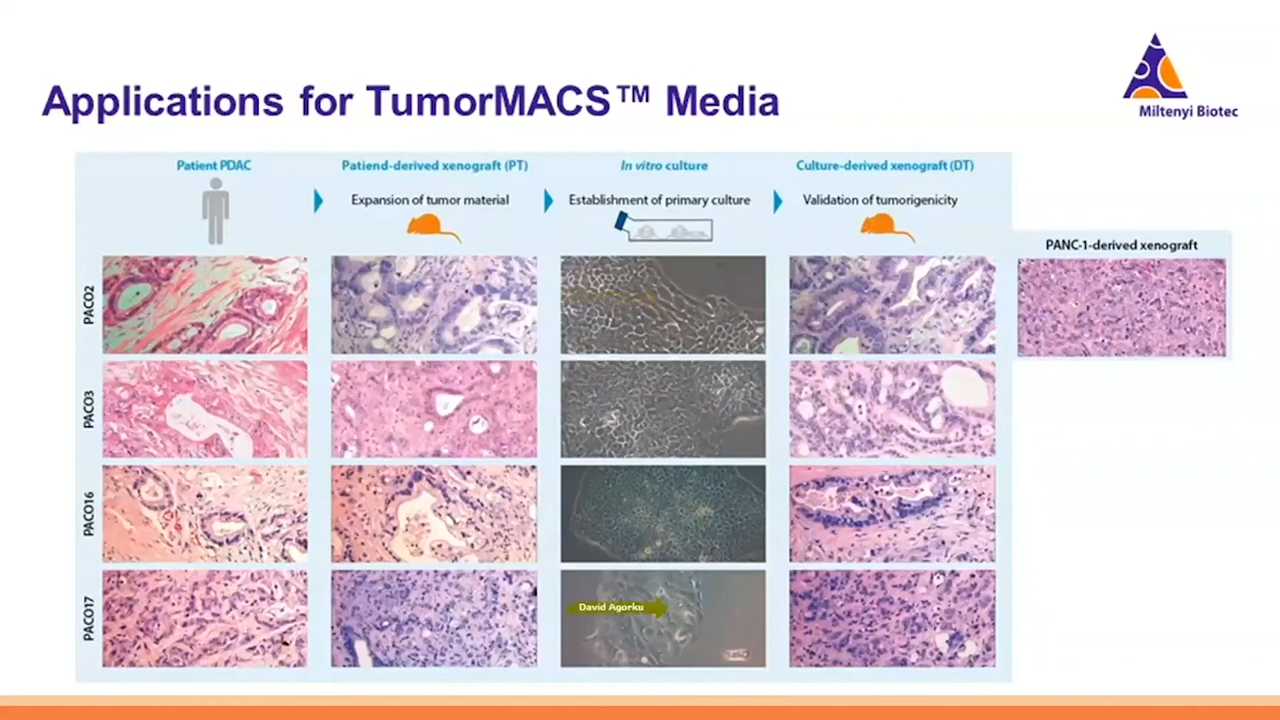 Applications for TumorMACS™ Media
Miltenyi Biotec
Patient PDAC
Patiend-derived xenograft (PT)
In vitro culture
Culture-derived xenograft (DT)
Expansion of tumor material
Establishment of primary culture
Validation of tumorigenicity
PANC-1-derived xenograft
PACO2
PACO3
PACO16
PACO17
David Agorku